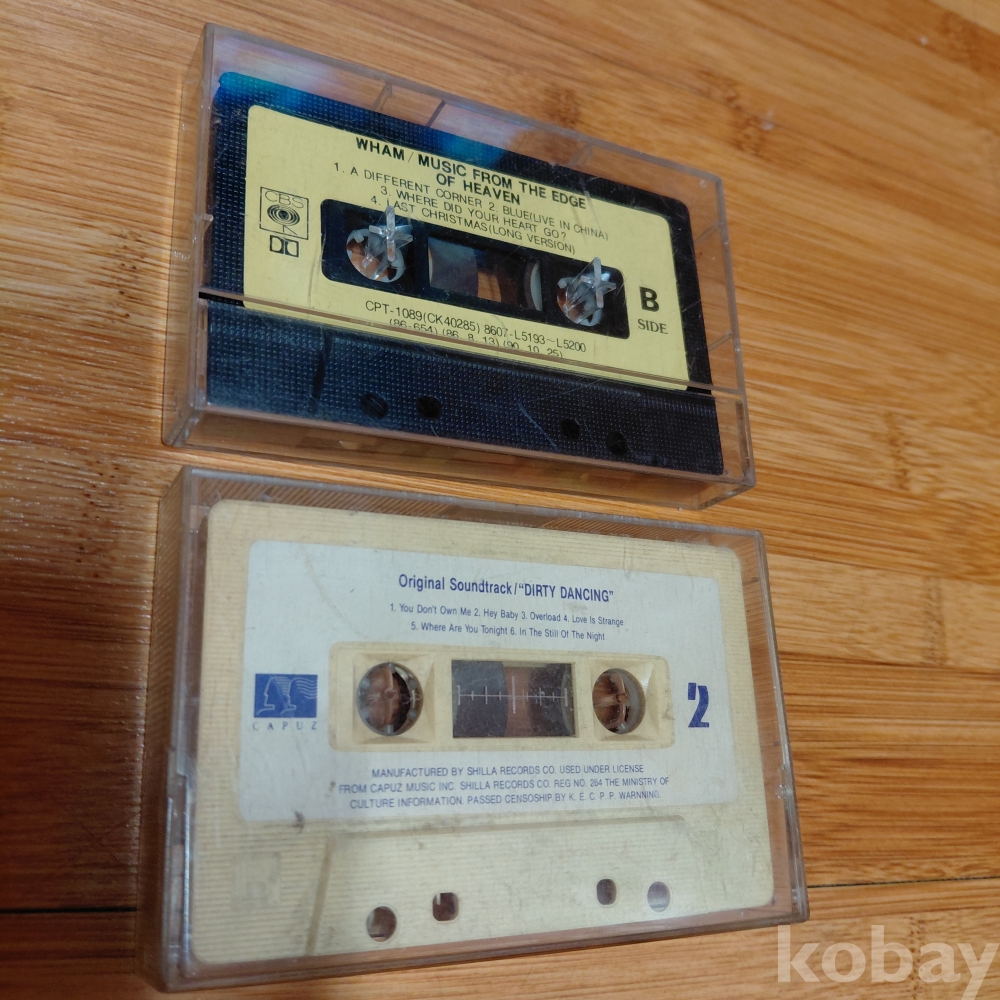 WHAM / MUSIC FROM THE EDGE
OF HEAVEN
1. A DIFFERENT CORNER 2. BLUE(LIVE IN CHINA)
3. WHERE DID YOUR HEART GO?
4. LAST CHRISTMAS(LONG VERSION)
CBS
B
SIDE
CPT-1089(CK40285) 8607-L5193~L5200
(86-654) (86. 8. 13) (90. 10. 25)
Original Soundtrack/"DIRTY DANCING"
1. You Don't Own Me 2. Hey Baby 3. Overload 4. Love Is Strange
5. Where Are You Tonight 6. In The Still Of The Night
KAPUZ
2
MANUFACTURED BY SHILLA RECORDS CO. USED UNDER LICENSE
FROM CAPUZ MUSIC INC. SHILLA RECORDS CO. REG NO. 264 THE MINISTRY OF
CULTURE INFORMATION. PASSED CENSOSHIP BY K. E. C. P. P. WARNNING.
kobay